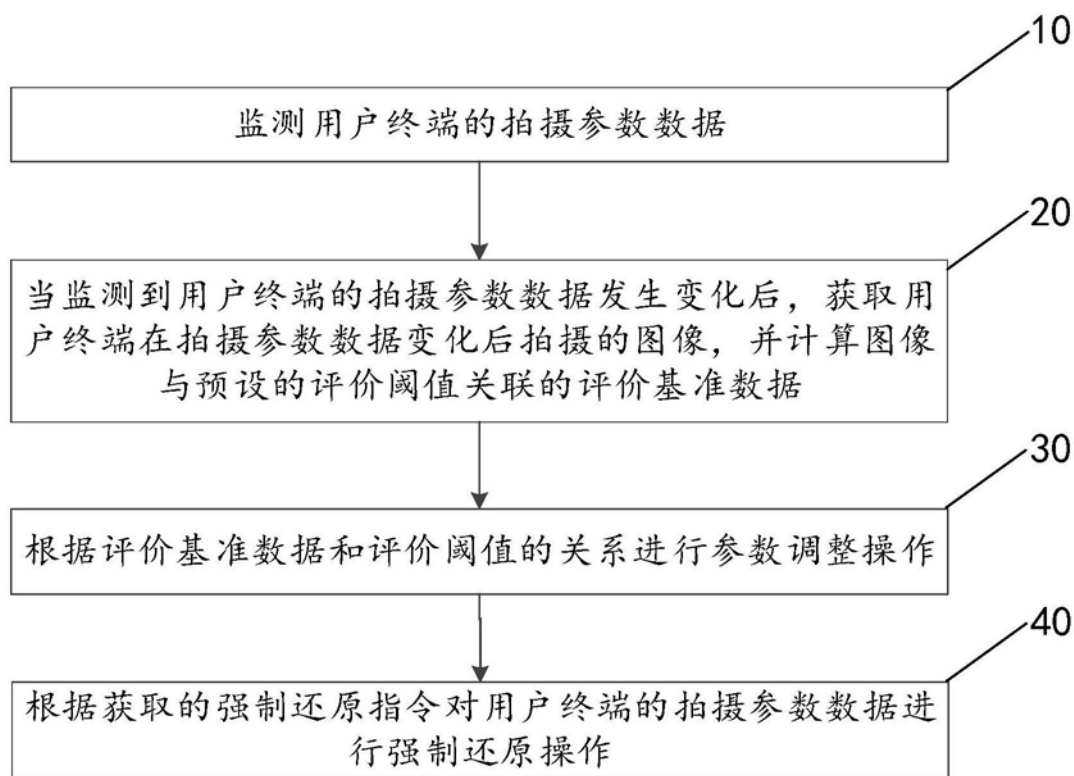 10
监测用户终端的拍摄参数数据
20
当监测到用户终端的拍摄参数数据发生变化后，获取用
户终端在拍摄参数数据变化后拍摄的图像，并计算图像
与预设的评价阈值关联的评价基准数据
30
根据评价基准数据和评价阈值的关系进行参数调整操作
40
根据获取的强制还原指令对用户终端的拍摄参数数据进
行强制还原操作